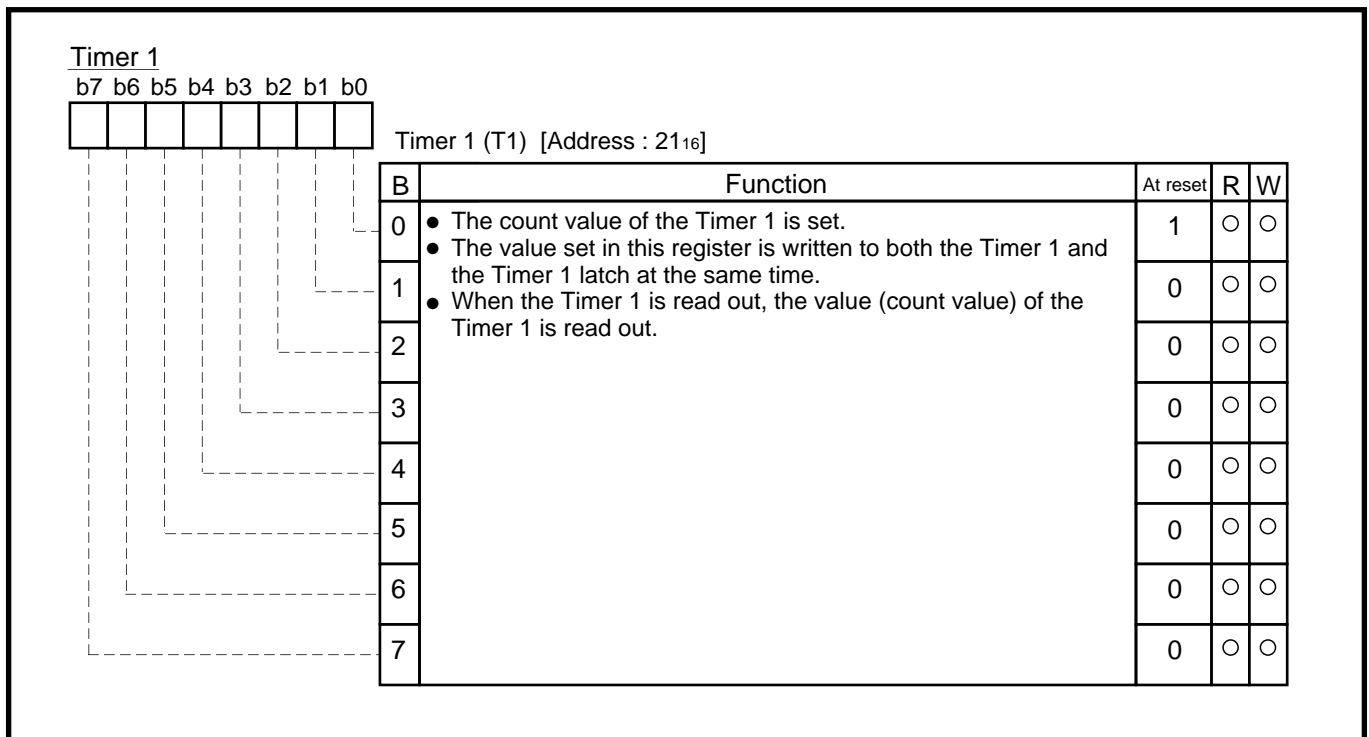 Timer 1
b7 b6 b5 b4 b3 b2 b1 b0
Timer 1 (T1) [Address : 2116]
B Function At reset R W
0 ● The count value of the Timer 1 is set. 1 ○ ○
● The value set in this register is written to both the Timer 1 and
the Timer 1 latch at the same time.
1 0 ○ ○
● When the Timer 1 is read out, the value (count value) of the
Timer 1 is read out.
2 0 ○ ○
3 0 ○ ○
4 0 ○ ○
5 0 ○ ○
6 0 ○ ○
7 0 ○ ○